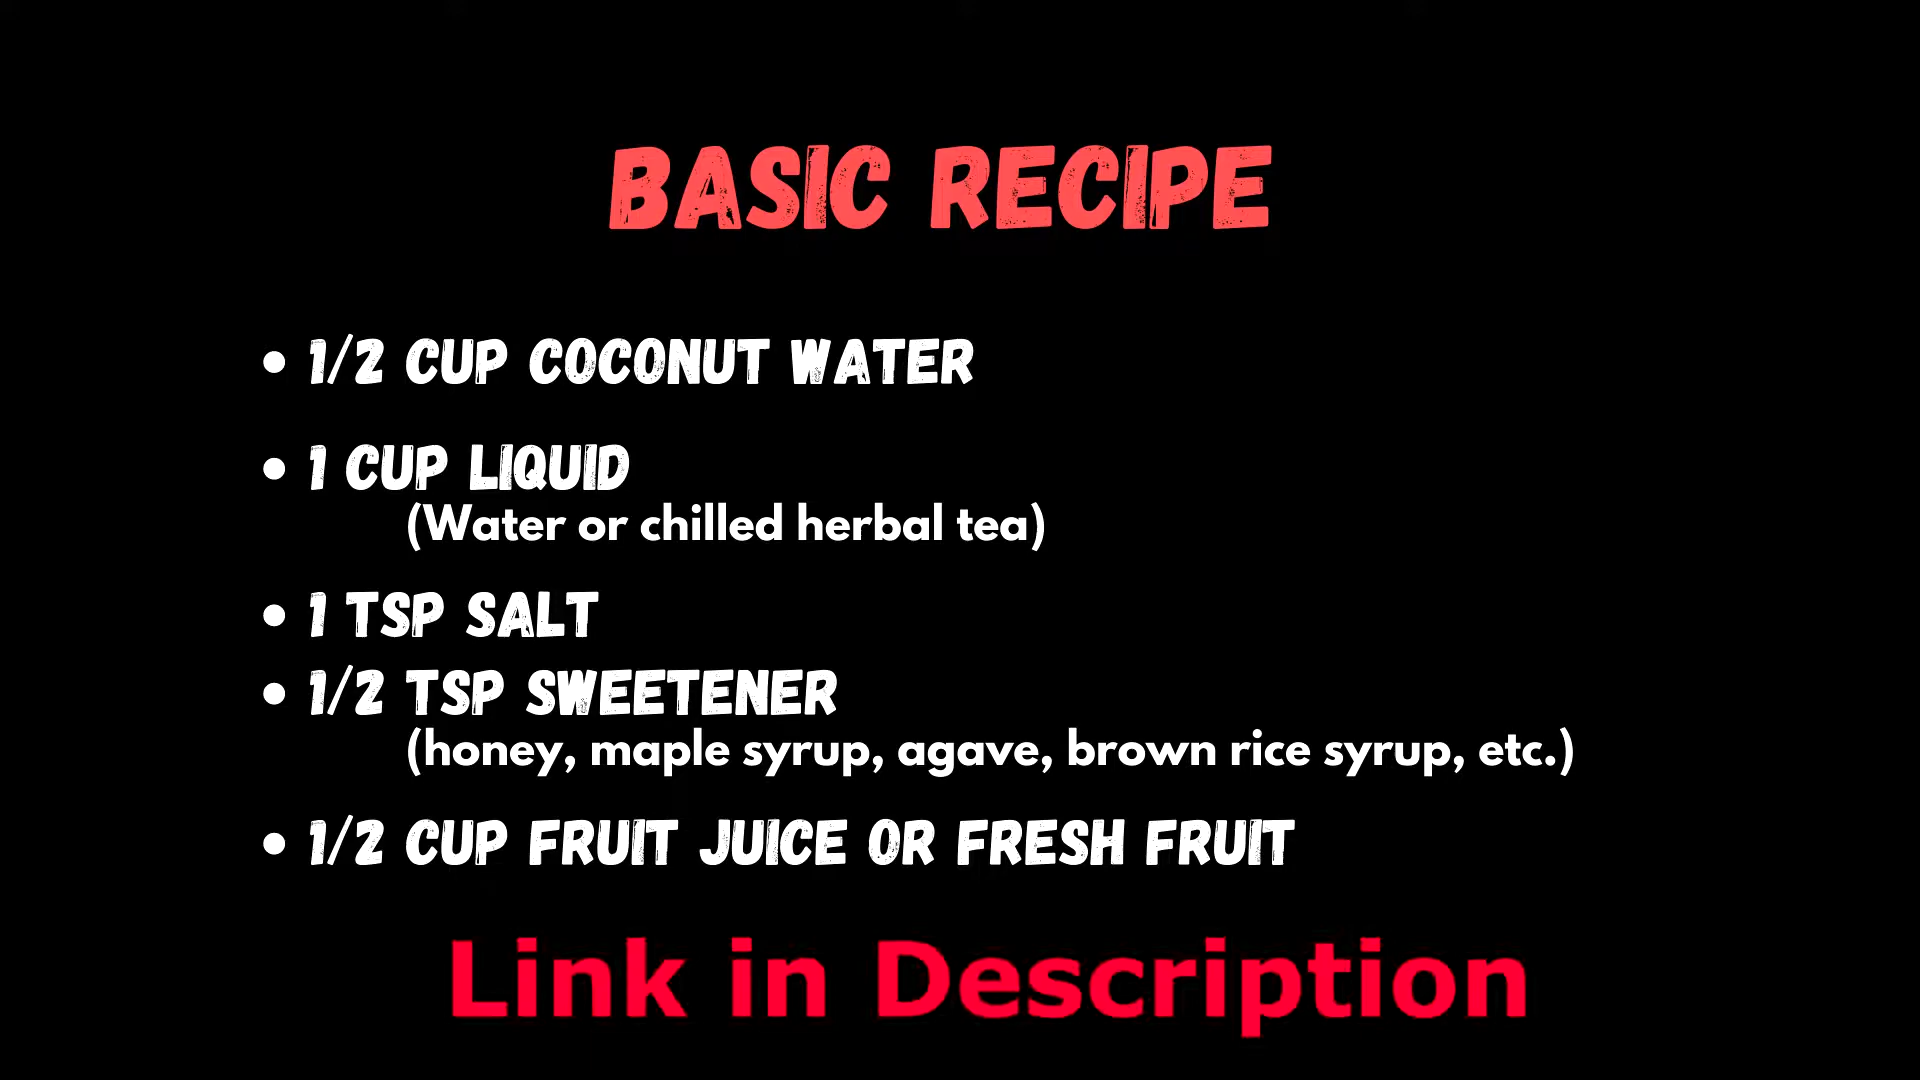 BASIC RECIPE
• 1/2 CUP COCONUT WATER
• 1 CUP LIQUID
(Water or chilled herbal tea)
• 1 TSP SALT
• 1/2 TSP SWEETENER
(honey, maple syrup, agave, brown rice syrup, etc.)
• 1/2 CUP FRUIT JUICE OR FRESH FRUIT
Link in Description